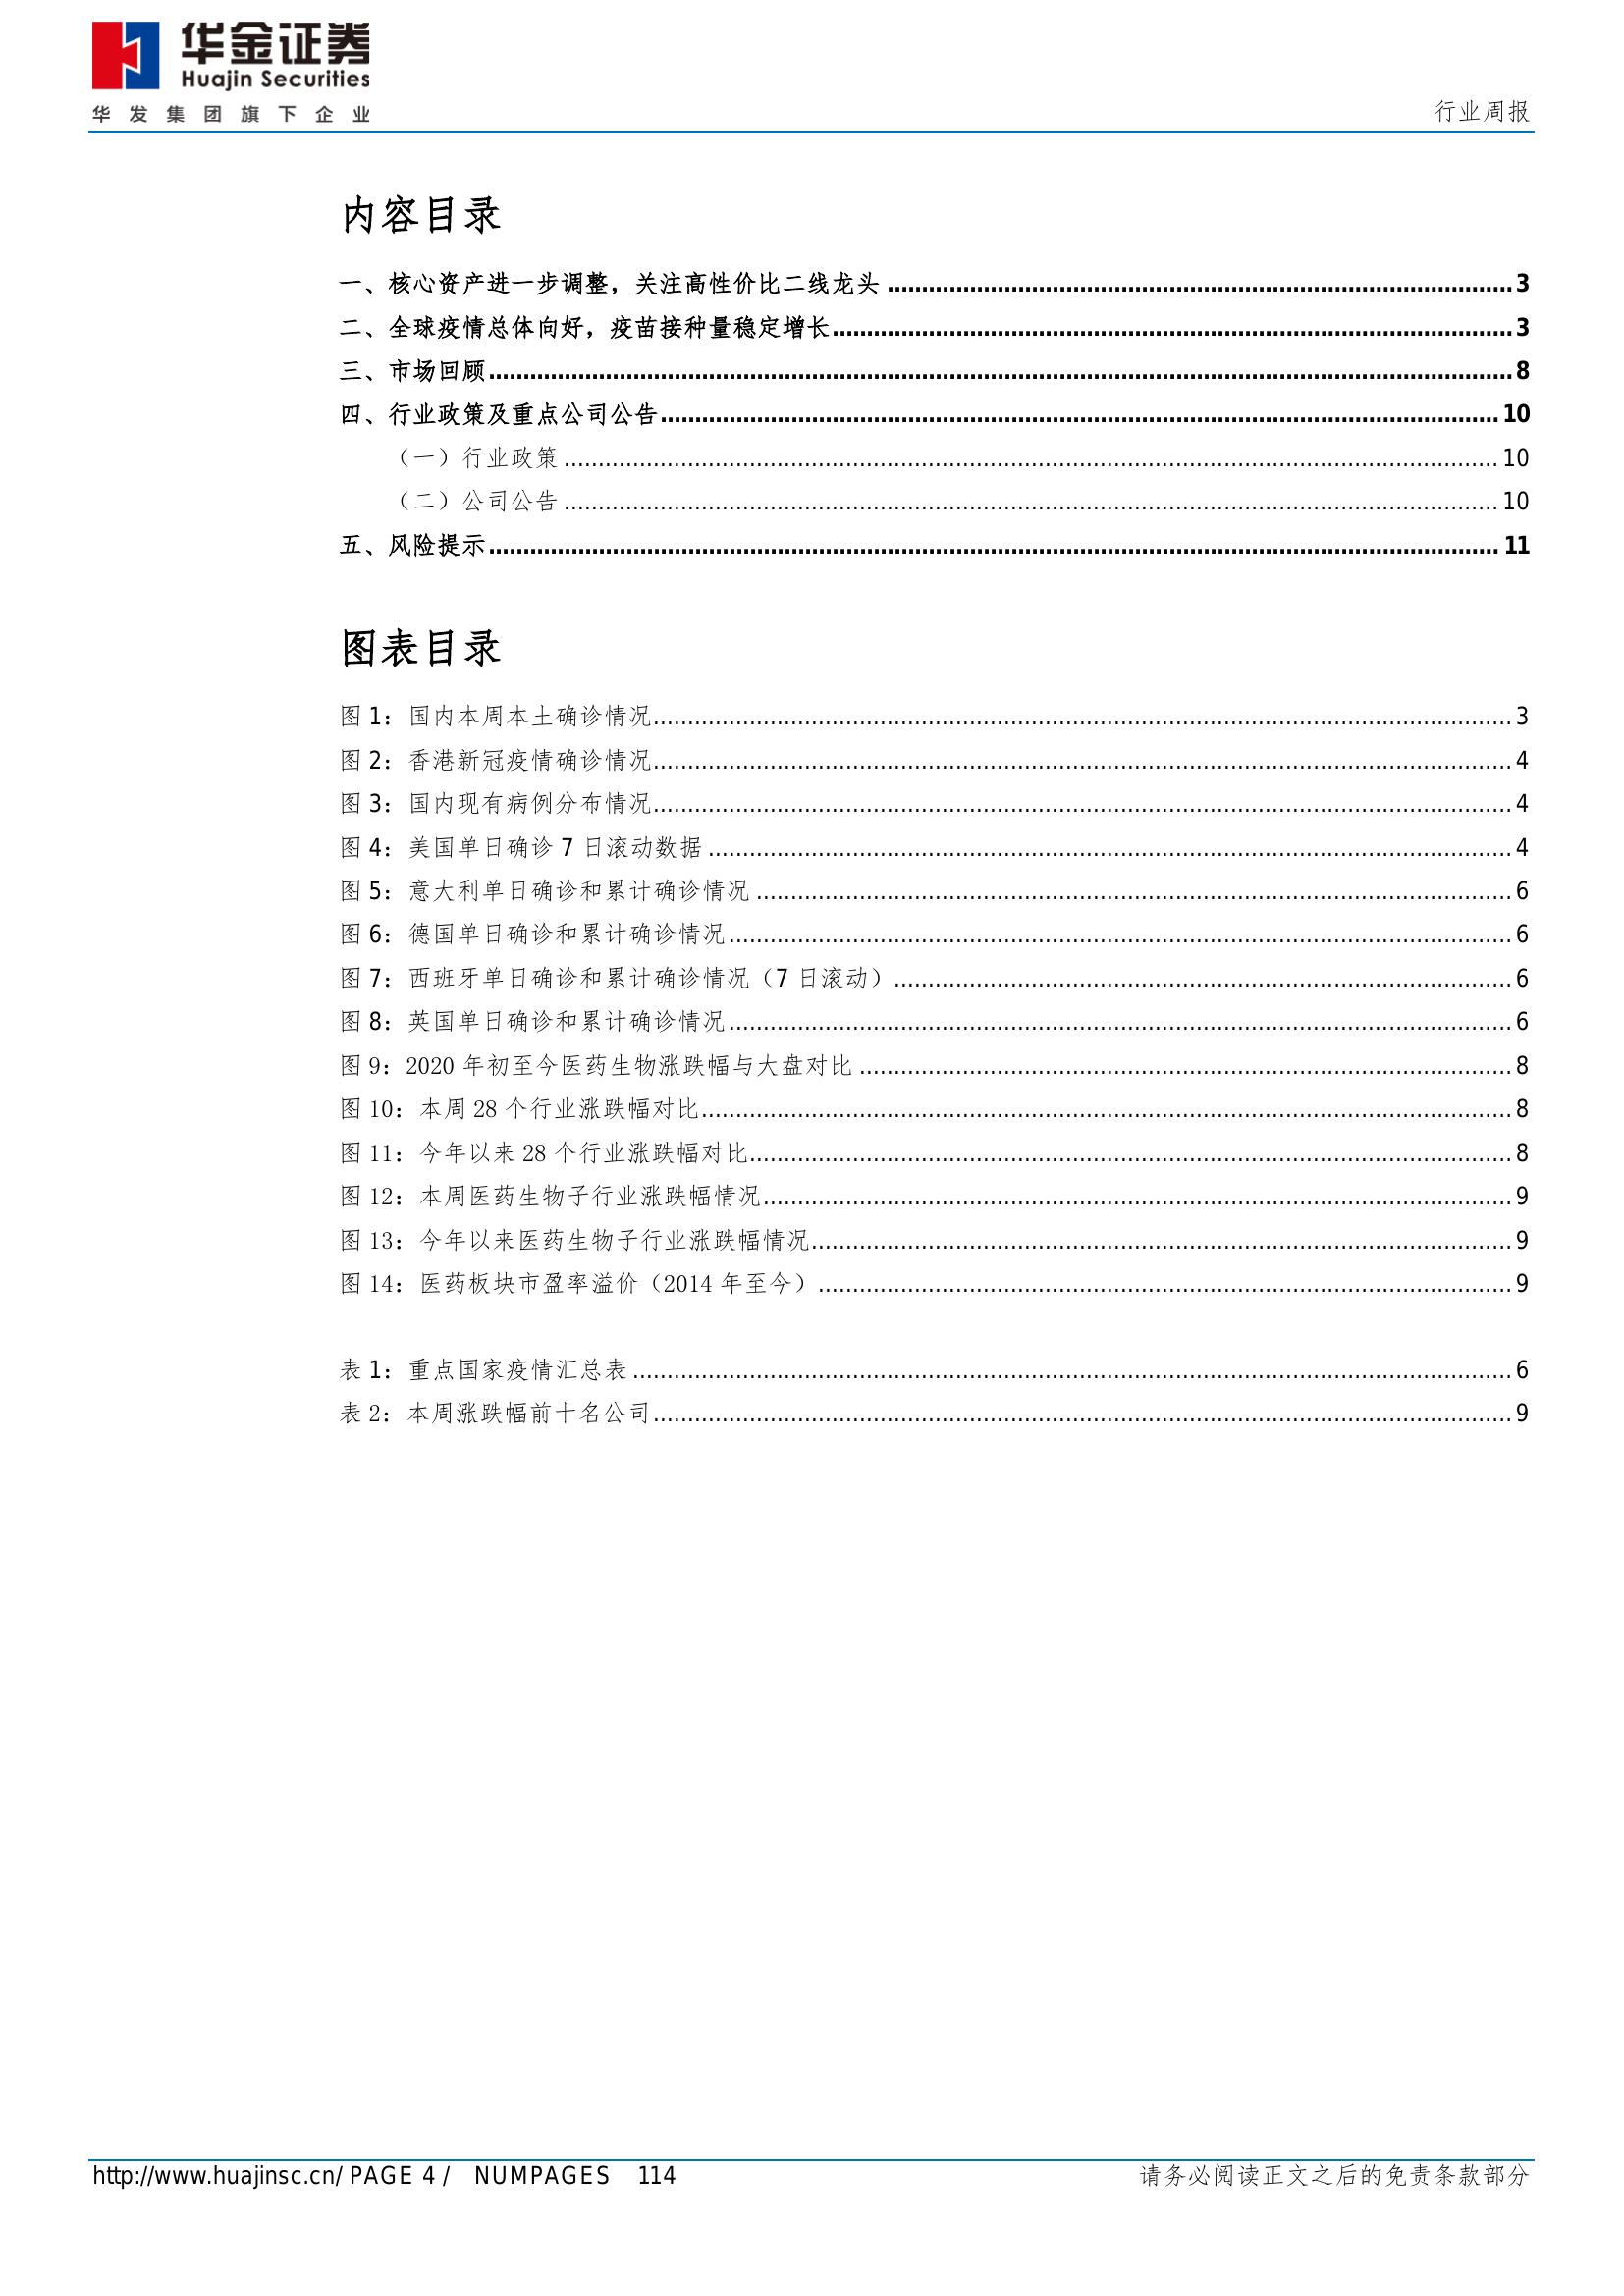 华金证券
Huajin Securities
华发集团旗下企业
行业周报
内容目录
一、核心资产进一步调整，关注高性价比二线龙头 3
二、全球疫情总体向好，疫苗接种量稳定增长 3
三、市场回顾 8
四、行业政策及重点公司公告 10
（一）行业政策 10
（二）公司公告 10
五、风险提示 11
图表目录
图 1：国内本周本土确诊情况 3
图 2：香港新冠疫情确诊情况 4
图 3：国内现有病例分布情况 4
图 4：美国单日确诊 7 日滚动数据 4
图 5：意大利单日确诊和累计确诊情况 6
图 6：德国单日确诊和累计确诊情况 6
图 7：西班牙单日确诊和累计确诊情况（7 日滚动） 6
图 8：英国单日确诊和累计确诊情况 6
图 9：2020 年初至今医药生物涨跌幅与大盘对比 8
图 10：本周 28 个行业涨跌幅对比 8
图 11：今年以来 28 个行业涨跌幅对比 8
图 12：本周医药生物子行业涨跌幅情况 9
图 13：今年以来医药生物子行业涨跌幅情况 9
图 14：医药板块市盈率溢价（2014 年至今） 9
表 1：重点国家疫情汇总表 6
表 2：本周涨跌幅前十名公司 9
http://www.huajinsc.cn/ PAGE 4 / NUMPAGES 114
请务必阅读正文之后的免责条款部分